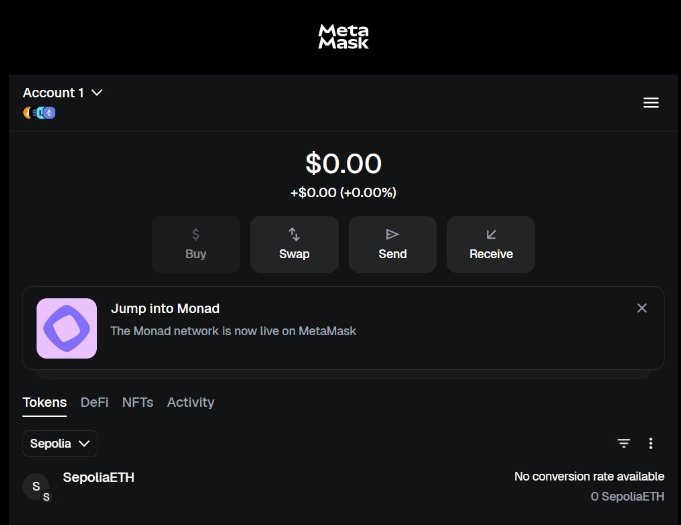 Meta
Mask
Account 1
$0.00
+$0.00 (+0.00%)
$
Buy
Swap
Send
Receive
Jump into Monad
The Monad network is now live on MetaMask
Tokens DeFi NFTs Activity
Sepolia
S
S
SepoliaETH
No conversion rate available
0 SepoliaETH